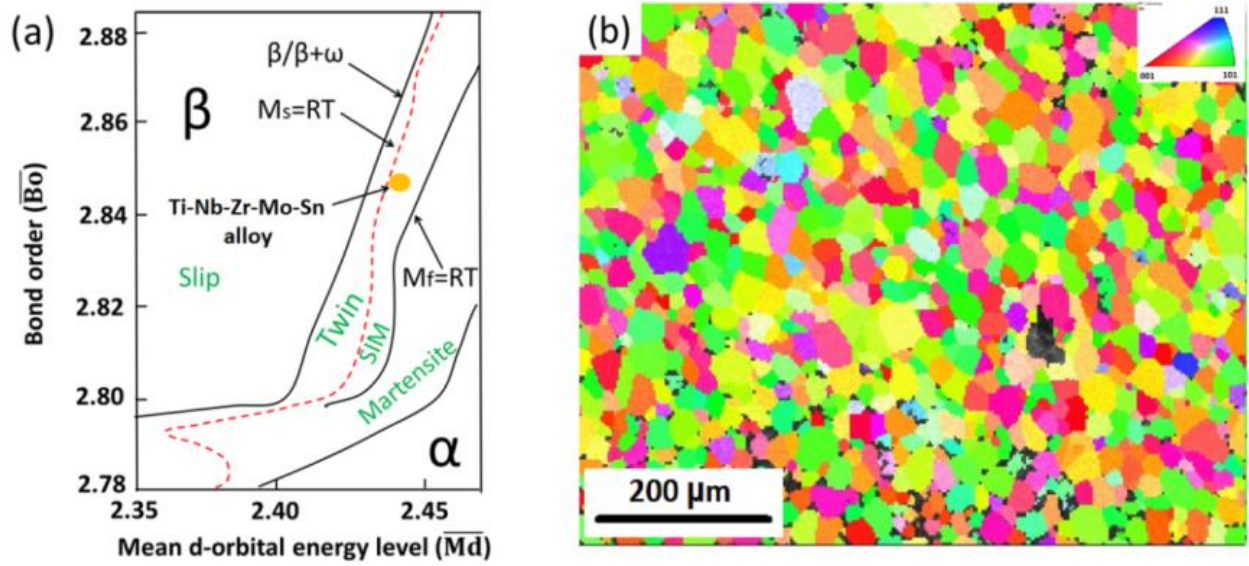 (a)
2.88
2.86
2.84
2.82
2.80
2.78
Bond order (B̅o̅)
β
β/β+ω
Ms=RT
Ti-Nb-Zr-Mo-Sn
alloy
Slip
Mf=RT
Twin
SIM
Martensite
α
2.35
2.40
2.45
Mean d-orbital energy level (M̅d̅)
(b)
111
001
101
200 μm